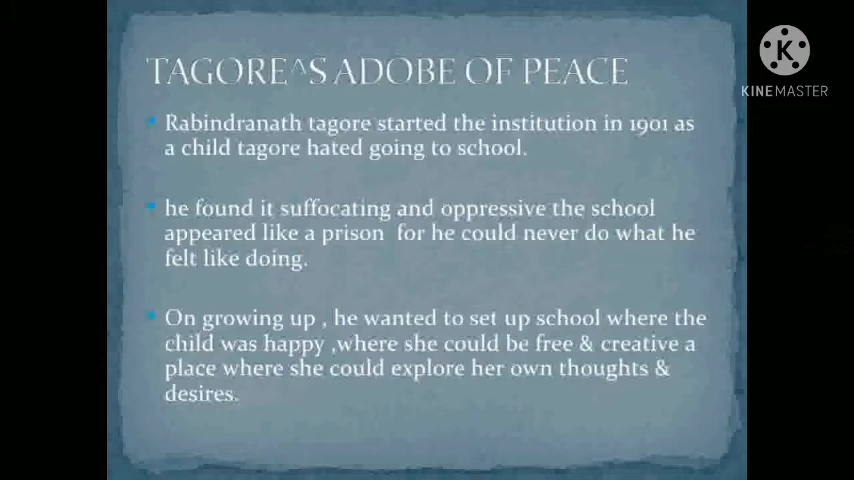 TAGORE^S ADOBE OF PEACE
K
KINEMASTER
Rabindranath tagore started the institution in 1901 as
a child tagore hated going to school.
he found it suffocating and oppressive the school
appeared like a prison for he could never do what he
felt like doing.
On growing up , he wanted to set up school where the
child was happy ,where she could be free & creative a
place where she could explore her own thoughts &
desires.